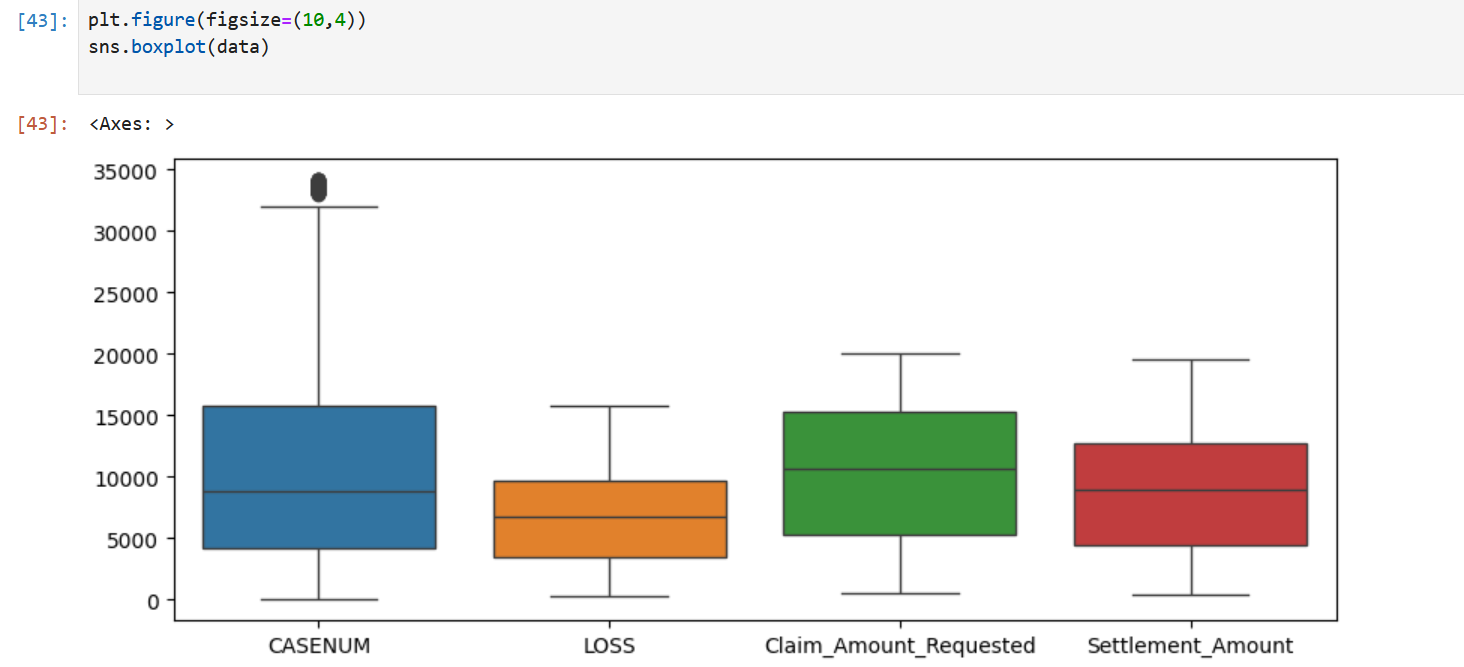 [43]: plt.figure(figsize=(10,4))
sns.boxplot(data)
[43]: <Axes: >
35000
30000
25000
20000
15000
10000
5000
0
CASENUM LOSS Claim_Amount_Requested Settlement_Amount